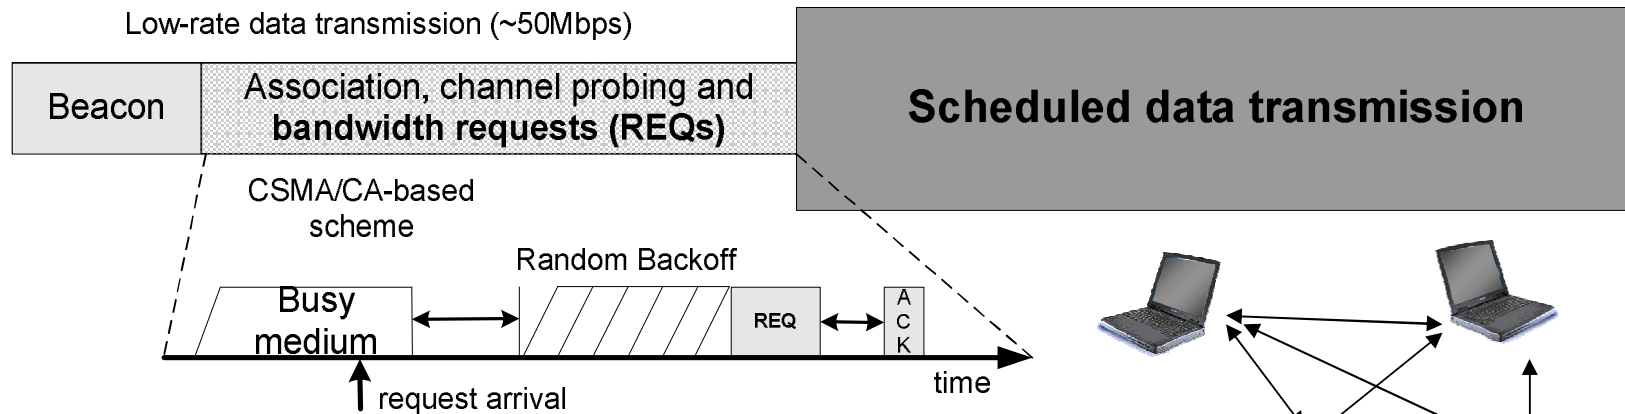 Low-rate data transmission (~50Mbps)
Beacon
Association, channel probing and
bandwidth requests (REQs)
Scheduled data transmission
CSMA/CA-based
scheme
Random Backoff
Busy
medium
REQ
A
C
K
time
request arrival